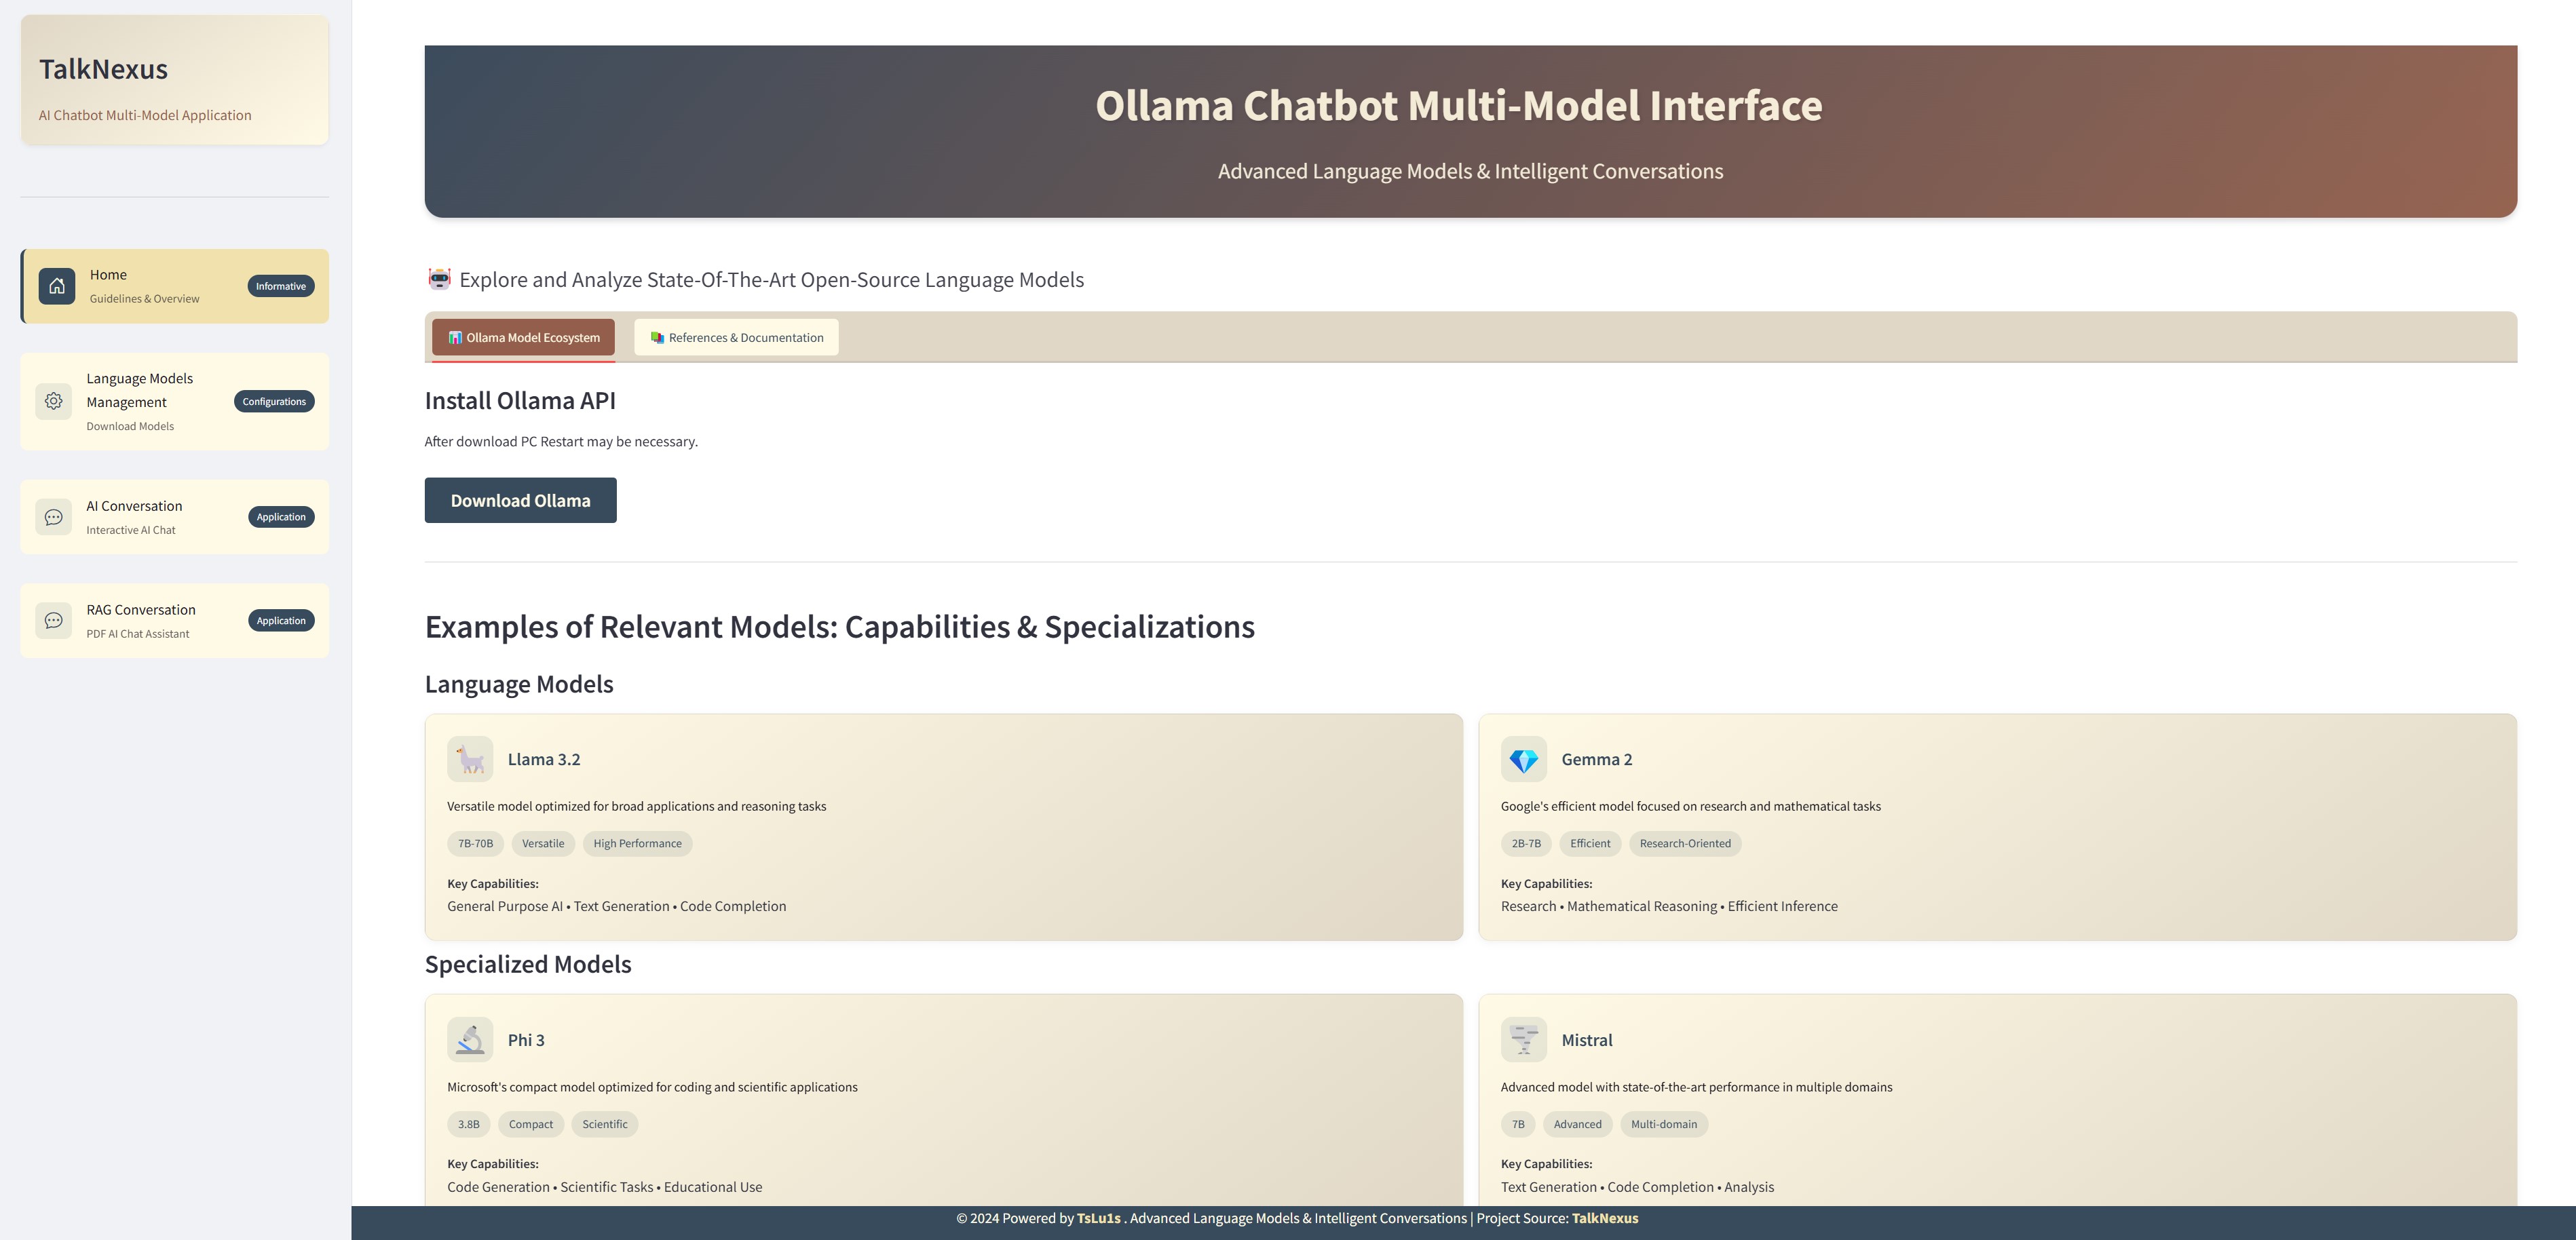 TalkNexus
AI Chatbot Multi-Model Application
Home
Guidelines & Overview
Informative
Language Models
Management
Download Models
Configurations
AI Conversation
Interactive AI Chat
Application
RAG Conversation
PDF AI Chat Assistant
Application
Ollama Chatbot Multi-Model Interface
Advanced Language Models & Intelligent Conversations
Explore and Analyze State-Of-The-Art Open-Source Language Models
Ollama Model Ecosystem
References & Documentation
Install Ollama API
After download PC Restart may be necessary.
Download Ollama
Examples of Relevant Models: Capabilities & Specializations
Language Models
Llama 3.2
Versatile model optimized for broad applications and reasoning tasks
7B-70B Versatile High Performance
Key Capabilities:
General Purpose AI • Text Generation • Code Completion
Gemma 2
Google's efficient model focused on research and mathematical tasks
2B-7B Efficient Research-Oriented
Key Capabilities:
Research • Mathematical Reasoning • Efficient Inference
Specialized Models
Phi 3
Microsoft's compact model optimized for coding and scientific applications
3.8B Compact Scientific
Key Capabilities:
Code Generation • Scientific Tasks • Educational Use
Mistral
Advanced model with state-of-the-art performance in multiple domains
7B Advanced Multi-domain
Key Capabilities:
Text Generation • Code Completion • Analysis
© 2024 Powered by TsLu1s . Advanced Language Models & Intelligent Conversations | Project Source: TalkNexus